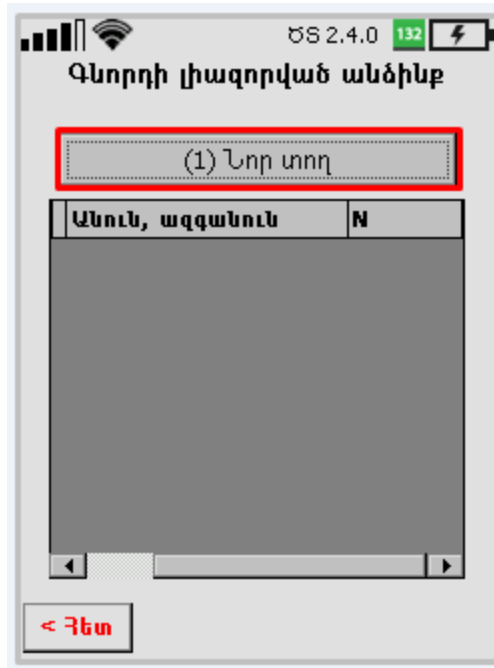 ԾՏ 2.4.0 132
Գնորդի լիազորված անձինք
(1) Նոր տող
Անուն, ազգանուն N
< Հետ